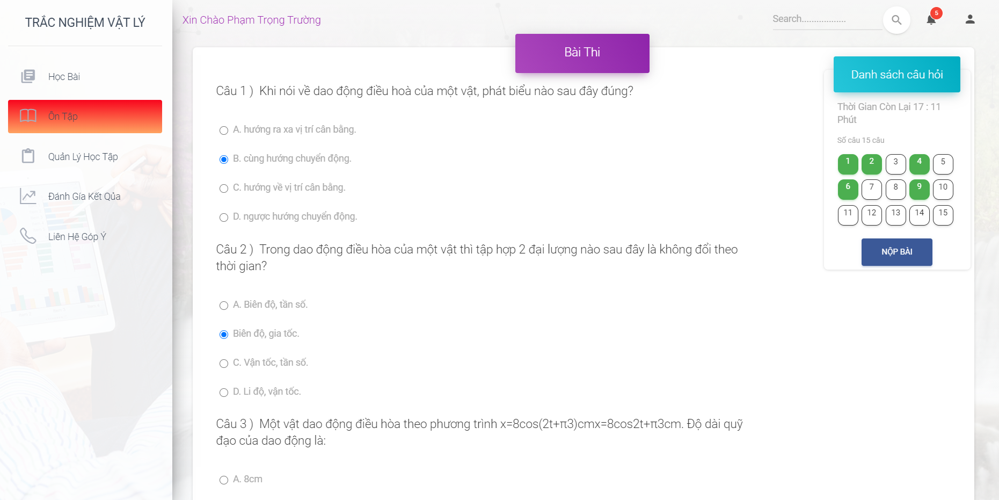 TRẮC NGHIỆM VẬT LÝ
Học Bài
Ôn Tập
Quản Lý Học Tập
Đánh Gía Kết Qủa
Liên Hệ Góp Ý
Xin Chào Phạm Trọng Trường
Search..................
5
Bài Thi
Câu 1 ) Khi nói về dao động điều hoà của một vật, phát biểu nào sau đây đúng?
A. hướng ra xa vị trí cân bằng.
B. cùng hướng chuyển động.
C. hướng về vị trí cân bằng.
D. ngược hướng chuyển động.
Câu 2 ) Trong dao động điều hòa của một vật thì tập hợp 2 đại lượng nào sau đây là không đổi theo
thời gian?
A. Biên độ, tần số.
Biên độ, gia tốc.
C. Vận tốc, tần số.
D. Li độ, vận tốc.
Câu 3 ) Một vật dao động điều hòa theo phương trình x=8cos(2t+π3)cmx=8cos2t+π3cm. Độ dài quỹ
đạo của dao động là:
A. 8cm
Danh sách câu hỏi
Thời Gian Còn Lại 17 : 11
Phút
Số câu 15 câu
1 2 3 4 5
6 7 8 9 10
11 12 13 14 15
NỘP BÀI